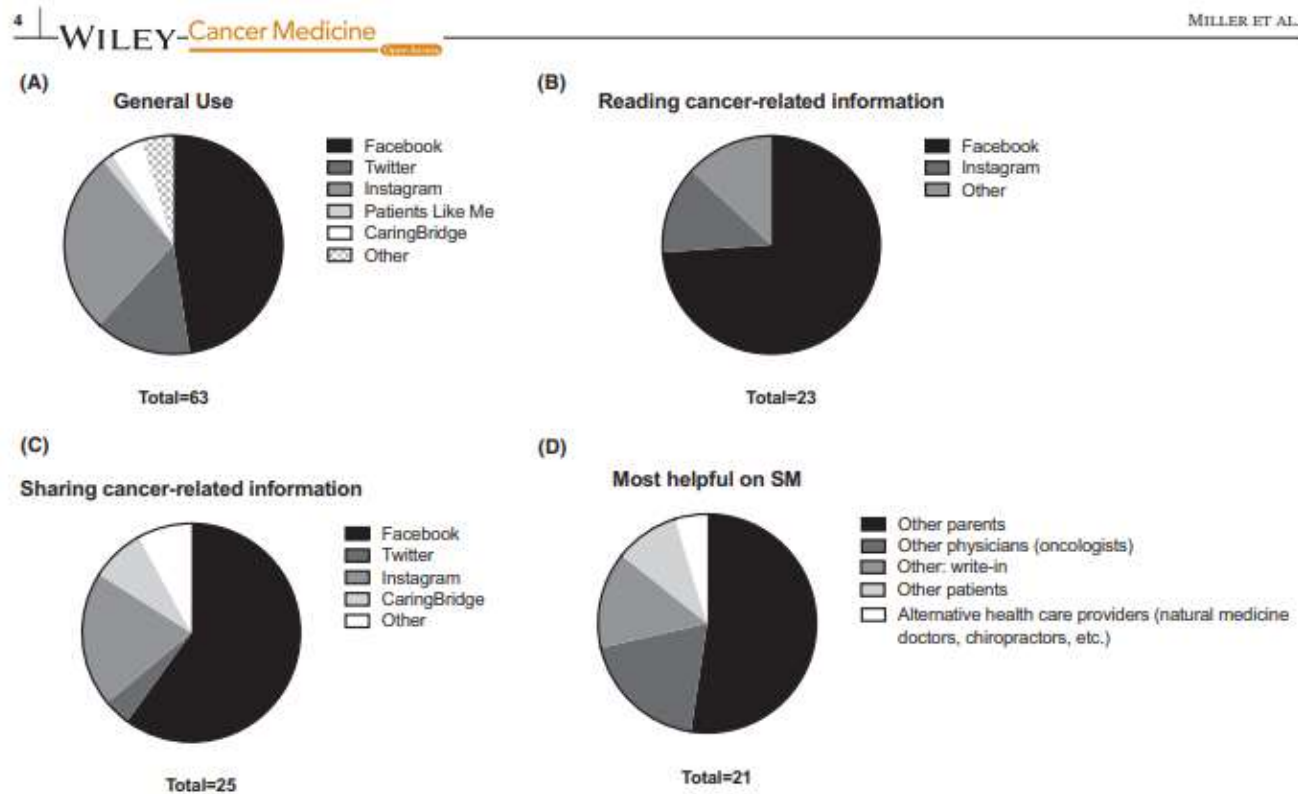 4 WILEY Cancer Medicine Open Access MILLER ET AL.
(A)
General Use
Facebook
Twitter
Instagram
Patients Like Me
CaringBridge
Other
Total=63
(B)
Reading cancer-related information
Facebook
Instagram
Other
Total=23
(C)
Sharing cancer-related information
Facebook
Twitter
Instagram
CaringBridge
Other
Total=25
(D)
Most helpful on SM
Other parents
Other physicians (oncologists)
Other: write-in
Other patients
Alternative health care providers (natural medicine
doctors, chiropractors, etc.)
Total=21